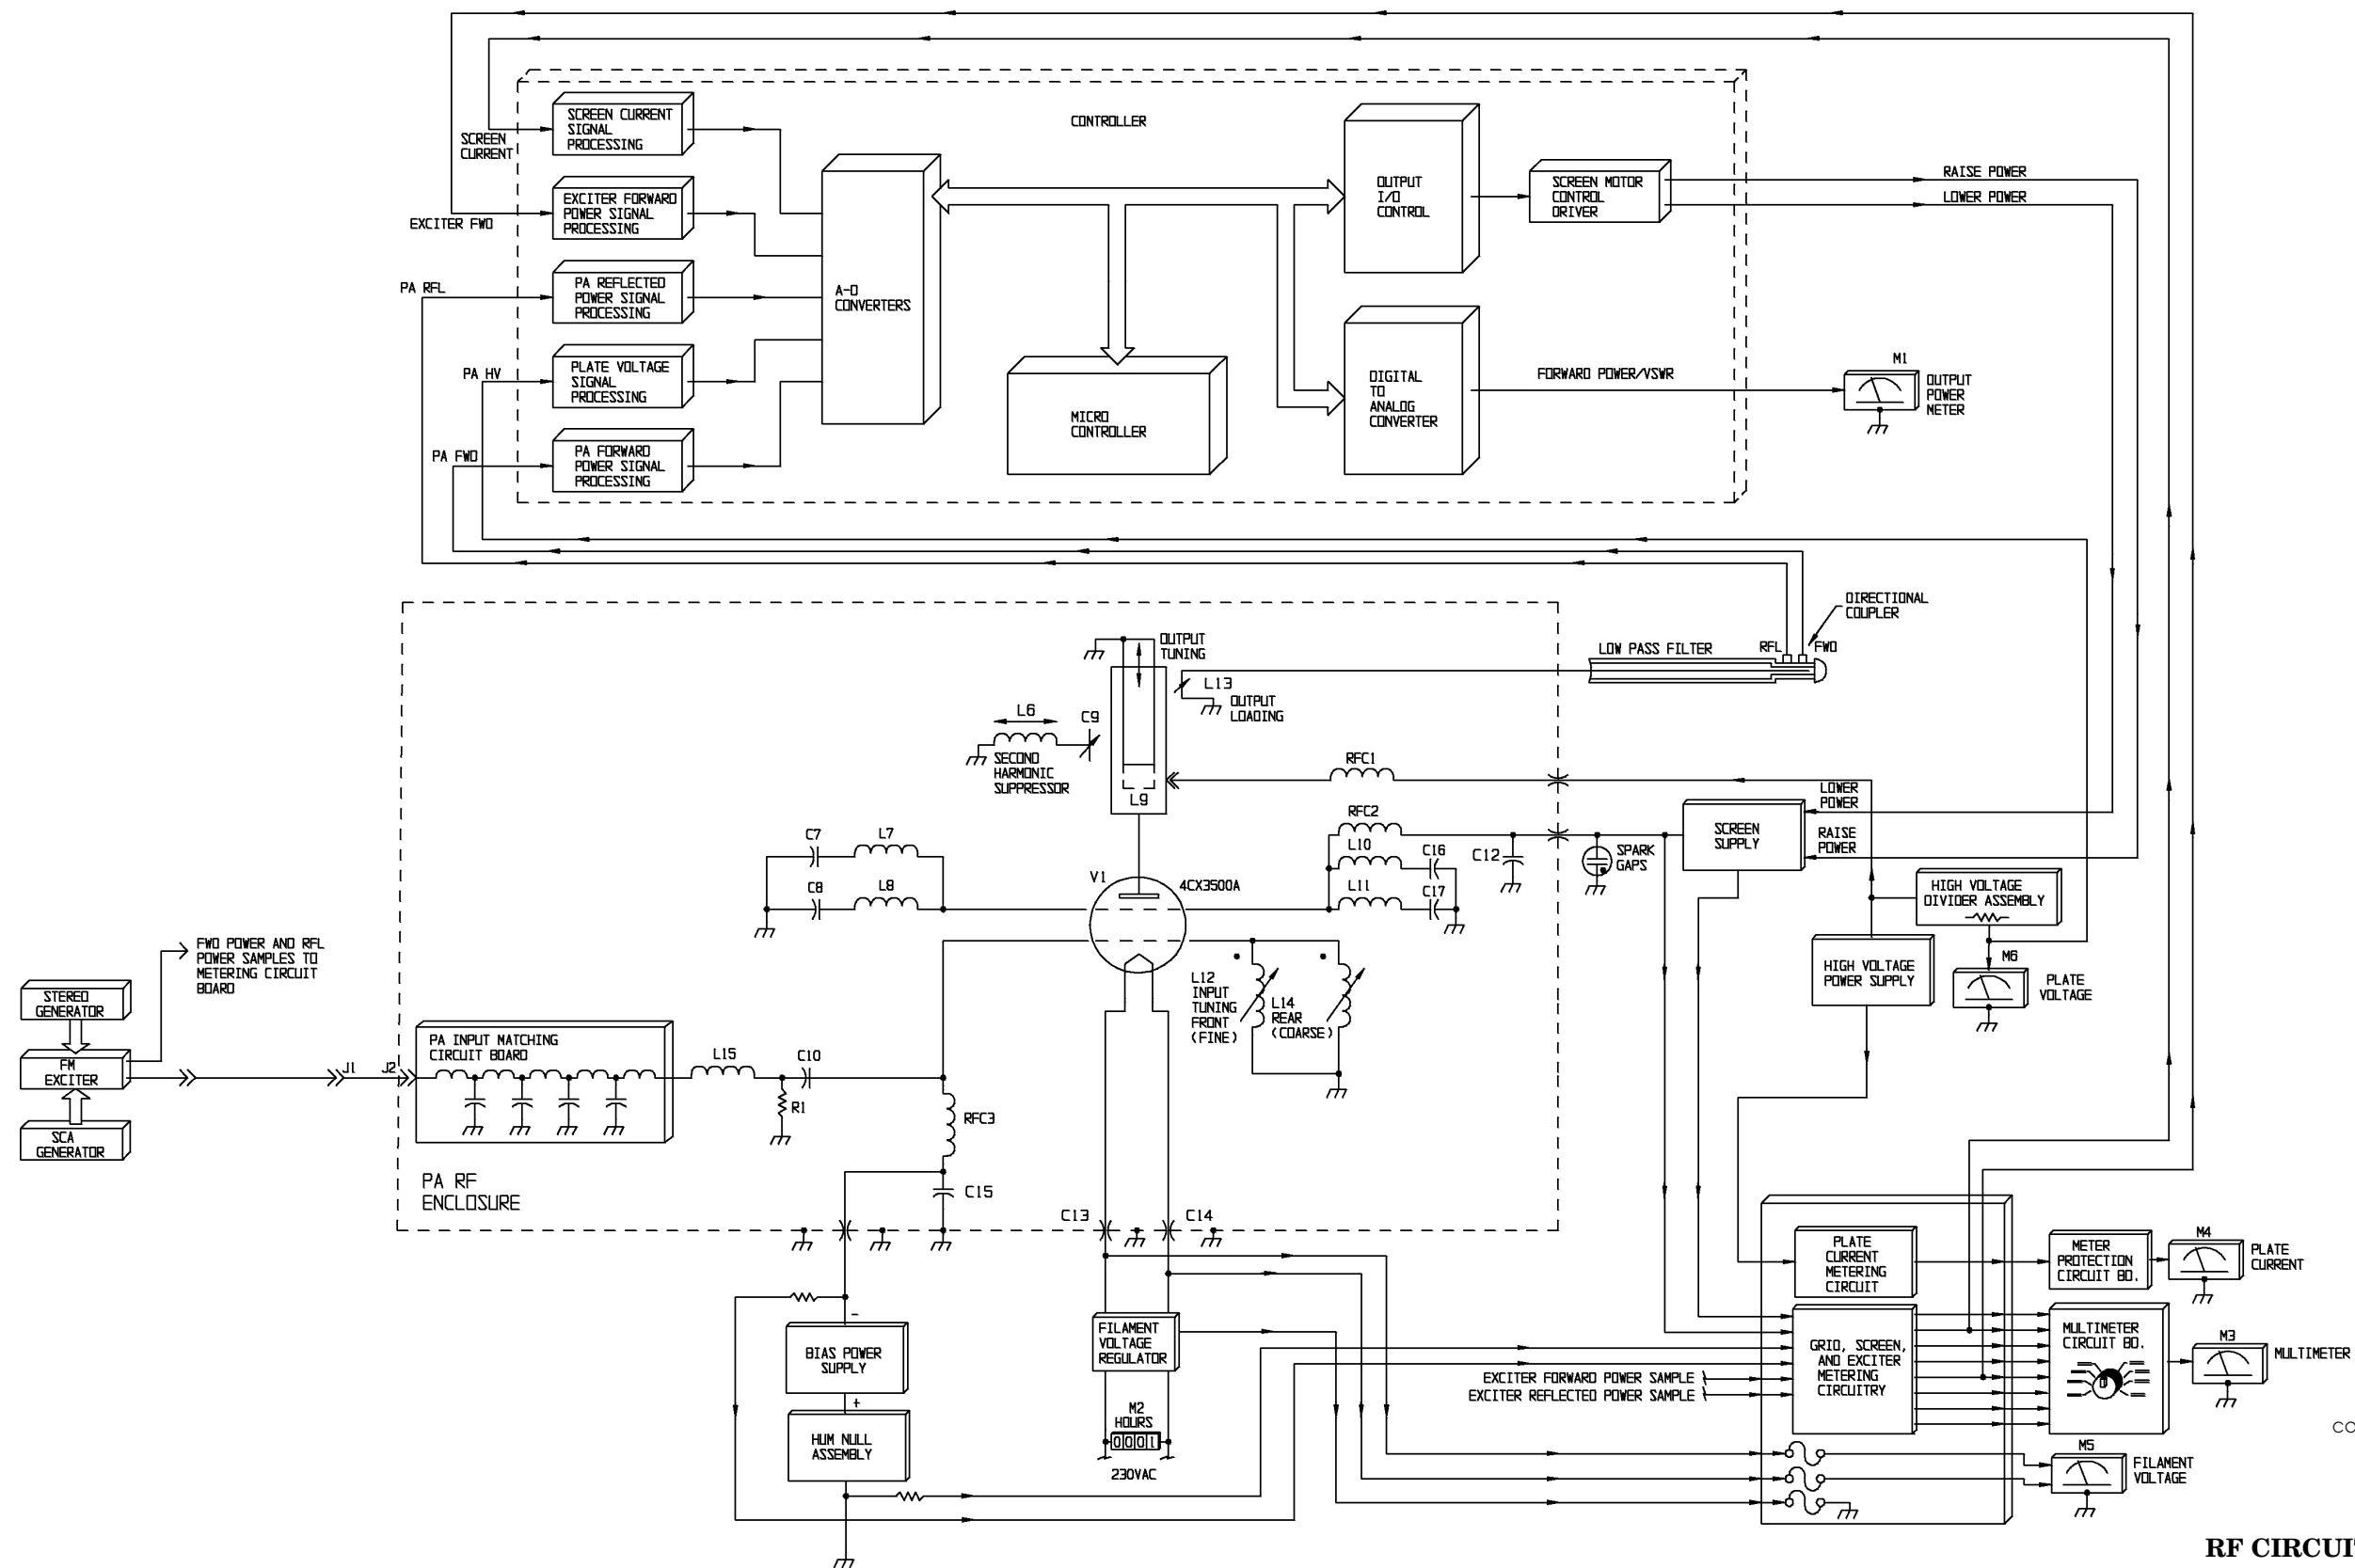 SCREEN CURRENT
SIGNAL
PROCESSING
CONTROLLER
SCREEN
CURRENT
EXCITER FORWARD
POWER SIGNAL
PROCESSING
EXCITER FWD
OUTPUT
I/O
CONTROL
SCREEN MOTOR
CONTROL
DRIVER
RAISE POWER
LOWER POWER
PA RFL
PA REFLECTED
POWER SIGNAL
PROCESSING
A-D
CONVERTERS
PA HV
PLATE VOLTAGE
SIGNAL
PROCESSING
MICRO
CONTROLLER
DIGITAL
TO
ANALOG
CONVERTER
FORWARD POWER/VSWR
M1
OUTPUT
POWER
METER
PA FWD
PA FORWARD
POWER SIGNAL
PROCESSING
DIRECTIONAL
COUPLER
OUTPUT
TUNING
LOW PASS FILTER
RFL
FWD
L13
OUTPUT
LOADING
L6
C9
SECOND
HARMONIC
SUPPRESSOR
L9
RFC1
LOWER
POWER
RAISE
POWER
SCREEN
SUPPLY
RFC2
L10
C16
L11
C17
C12
SPARK
GAPS
C7
L7
C8
L8
V1
4CX3500A
HIGH VOLTAGE
DIVIDER ASSEMBLY
HIGH VOLTAGE
POWER SUPPLY
M6
PLATE
VOLTAGE
FWD POWER AND RFL
POWER SAMPLES TO
METERING CIRCUIT
BOARD
STEREO
GENERATOR
FM
EXCITER
SCA
GENERATOR
J1
J2
PA INPUT MATCHING
CIRCUIT BOARD
L15
C10
R1
RFC3
C15
L12
INPUT
TUNING
FRONT
(FINE)
L14
REAR
(COARSE)
PA RF
ENCLOSURE
C13
C14
PLATE
CURRENT
METERING
CIRCUIT
METER
PROTECTION
CIRCUIT BD.
M4
PLATE
CURRENT
-
BIAS POWER
SUPPLY
+
HUM NULL
ASSEMBLY
FILAMENT
VOLTAGE
REGULATOR
M2
HOURS
0001
230VAC
GRID, SCREEN,
AND EXCITER
METERING
CIRCUITRY
EXCITER FORWARD POWER SAMPLE
EXCITER REFLECTED POWER SAMPLE
MULTIMETER
CIRCUIT BD.
M3
MULTIMETER
M5
FILAMENT
VOLTAGE
CO
RF CIRCUIT